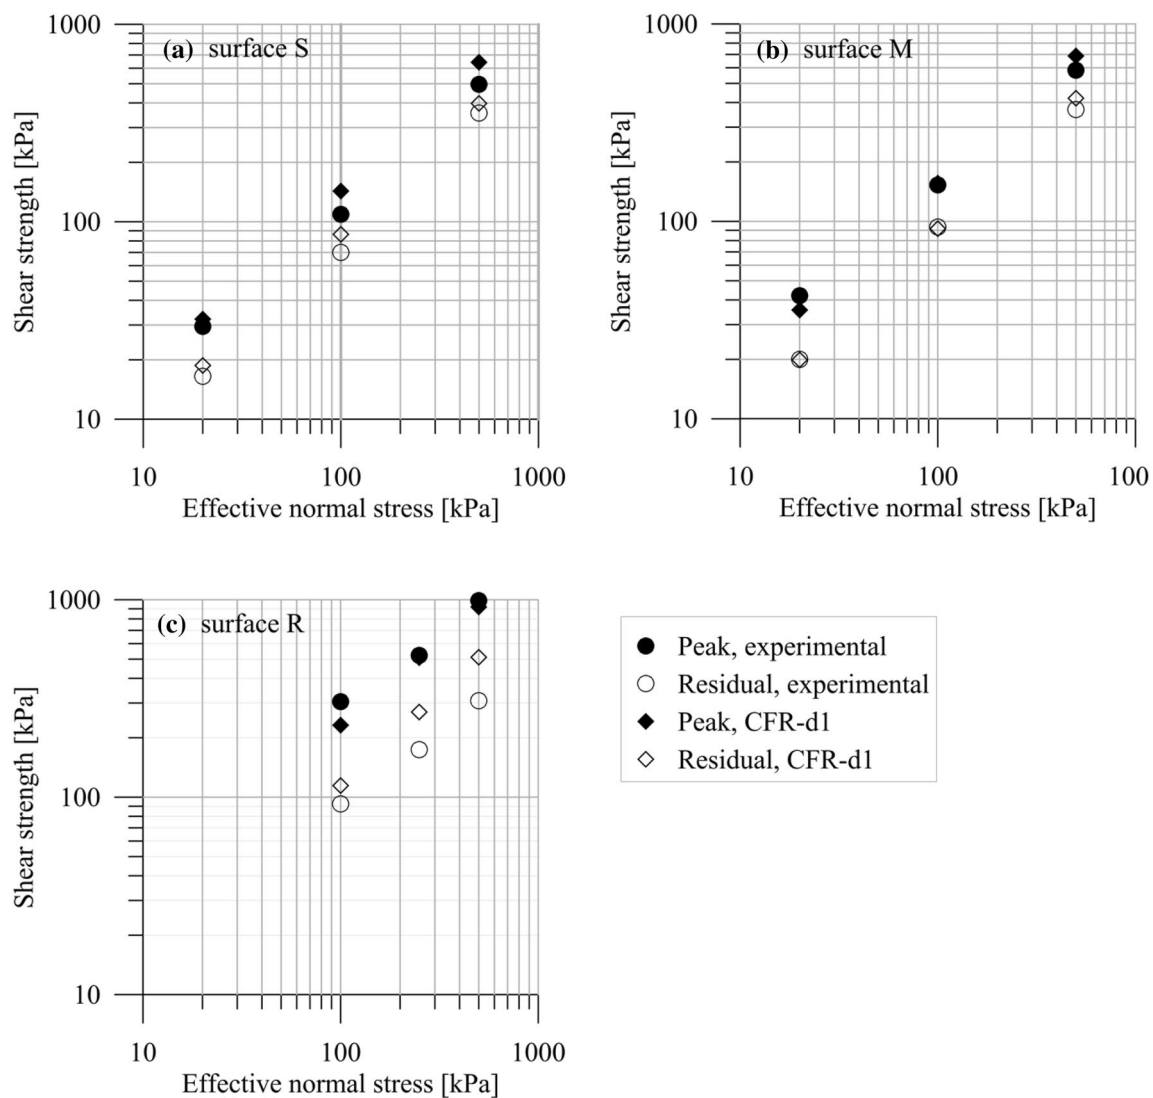 (a) surface S
1000
100
10
Shear strength [kPa]
10 100 1000
Effective normal stress [kPa]
(b) surface M
1000
100
10
Shear strength [kPa]
10 100 100
Effective normal stress [kPa]
(c) surface R
1000
100
10
Shear strength [kPa]
10 100 1000
Effective normal stress [kPa]
Peak, experimental
Residual, experimental
Peak, CFR-d1
Residual, CFR-d1